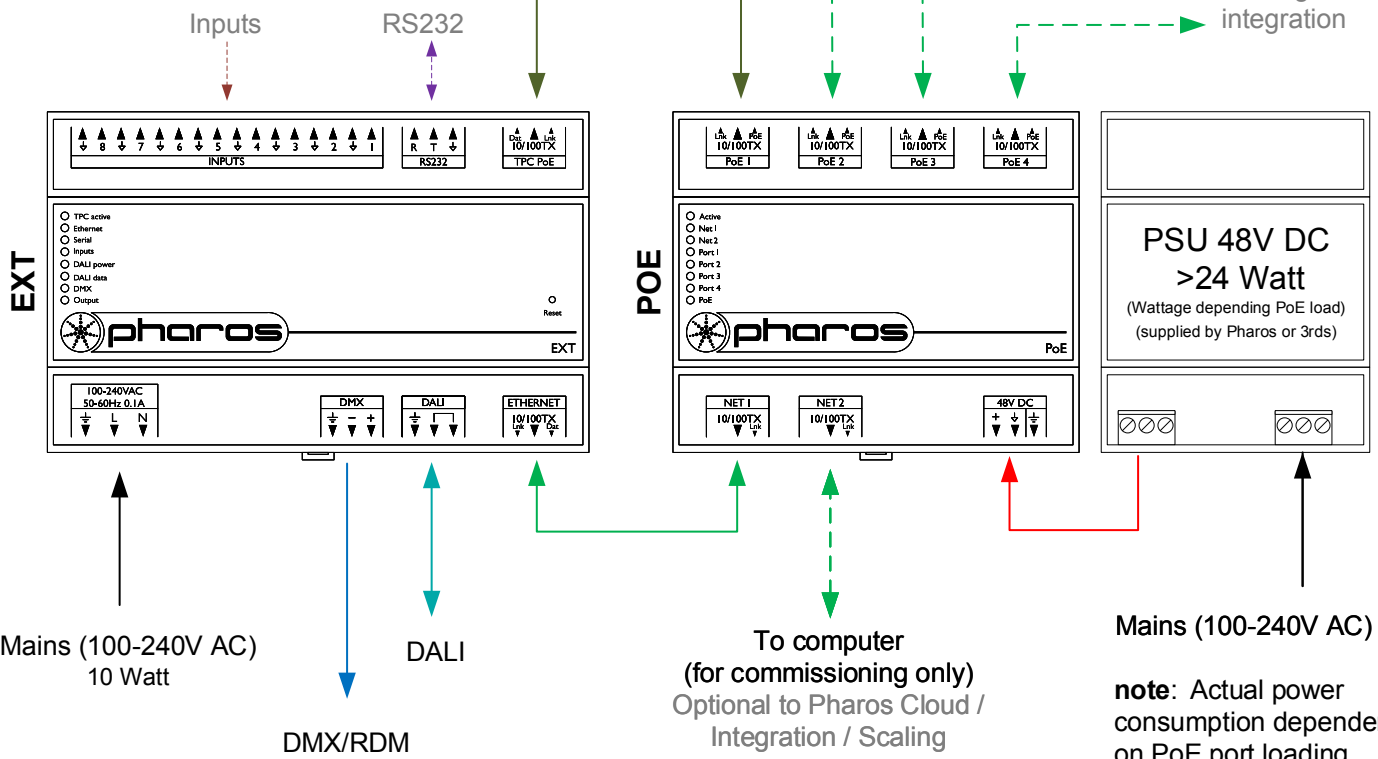 Inputs
RS232
integration
8 7 6 5 4 3 2 1
INPUTS
R T
RS232
Dat Lnk
10/100TX
TPC PoE
Lnk PoE
10/100TX
PoE 1
Lnk PoE
10/100TX
PoE 2
Lnk PoE
10/100TX
PoE 3
Lnk PoE
10/100TX
PoE 4
EXT
TPC active
Ethernet
Serial
Inputs
DALI power
DALI data
DMX
Output
Reset
pharos
EXT
POE
Active
Net 1
Net 2
Port 1
Port 2
Port 3
Port 4
PoE
pharos
PoE
PSU 48V DC
>24 Watt
(Wattage depending PoE load)
(supplied by Pharos or 3rds)
100-240VAC
50-60Hz 0.1A
L N
DMX
- +
DALI
ETHERNET
10/100TX
Lnk Dat
NET 1
10/100TX
Lnk
NET 2
10/100TX
Lnk
48V DC
+
Mains (100-240V AC)
10 Watt
DMX/RDM
DALI
To computer
(for commissioning only)
Optional to Pharos Cloud /
Integration / Scaling
Mains (100-240V AC)
note: Actual power
consumption depende
on PoE port loading